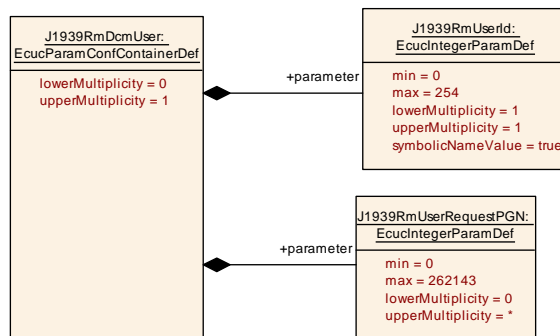 J1939RmDcmUser:
EcucParamConfContainerDef
lowerMultiplicity = 0
upperMultiplicity = 1
+parameter
J1939RmUserId:
EcucIntegerParamDef
min = 0
max = 254
lowerMultiplicity = 1
upperMultiplicity = 1
symbolicNameValue = true
+parameter
J1939RmUserRequestPGN:
EcucIntegerParamDef
min = 0
max = 262143
lowerMultiplicity = 0
upperMultiplicity = *